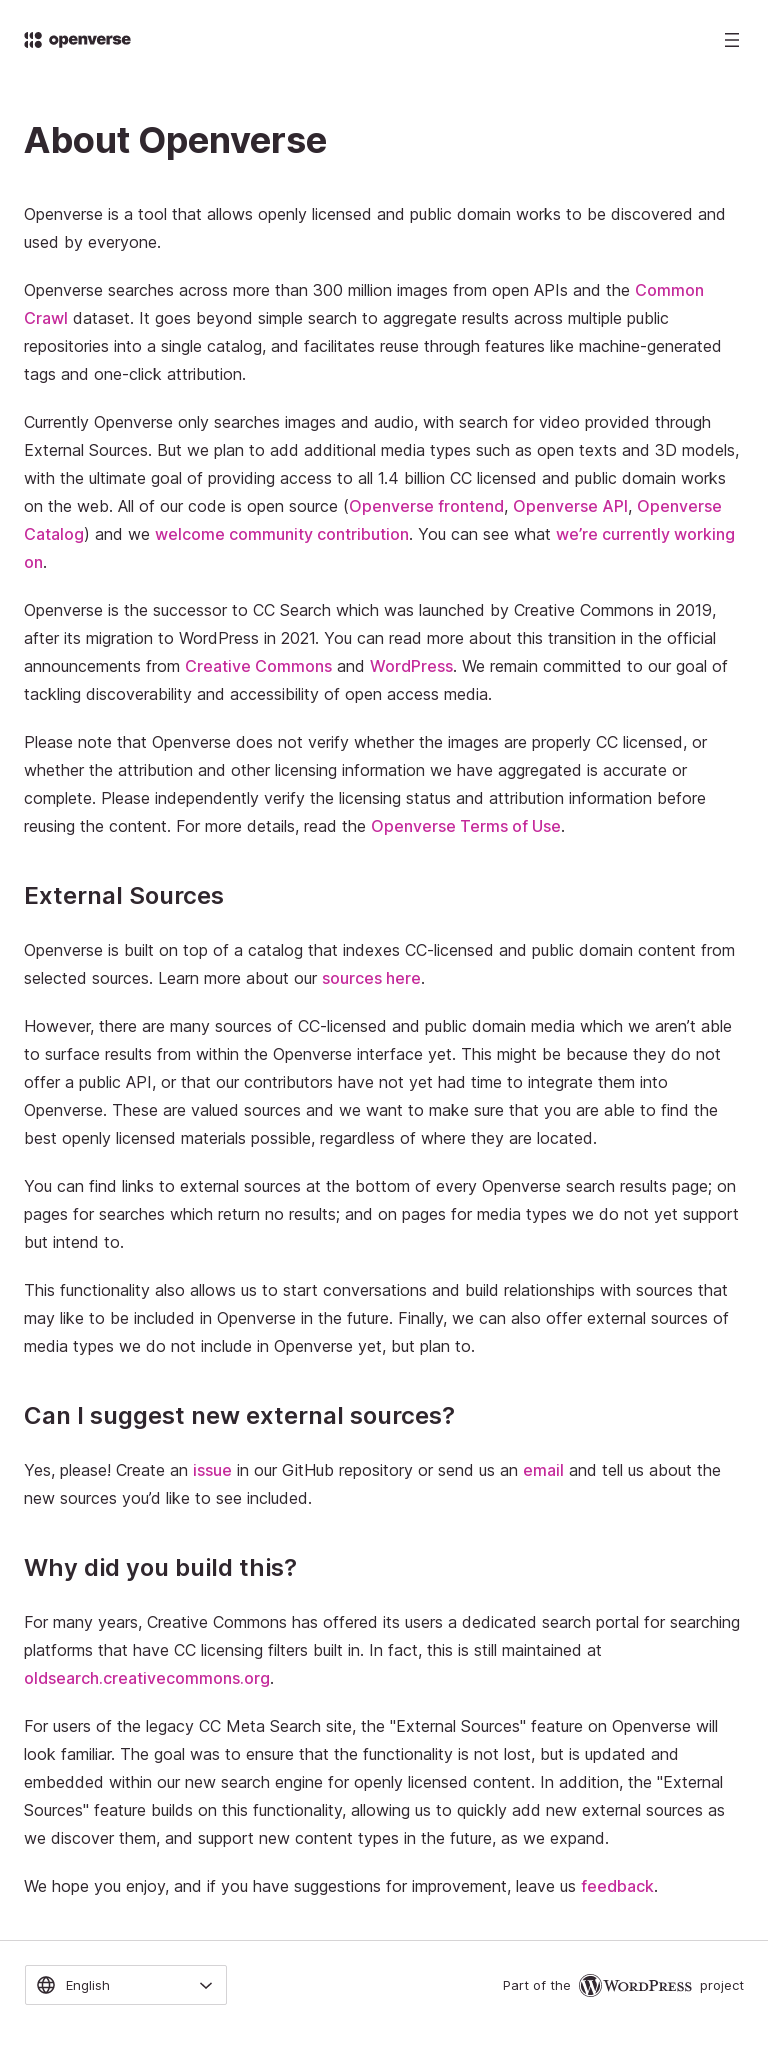 openverse
About Openverse
Openverse is a tool that allows openly licensed and public domain works to be discovered and
used by everyone.
Openverse searches across more than 300 million images from open APIs and the Common
Crawl dataset. It goes beyond simple search to aggregate results across multiple public
repositories into a single catalog, and facilitates reuse through features like machine-generated
tags and one-click attribution.
Currently Openverse only searches images and audio, with search for video provided through
External Sources. But we plan to add additional media types such as open texts and 3D models,
with the ultimate goal of providing access to all 1.4 billion CC licensed and public domain works
on the web. All of our code is open source (Openverse frontend, Openverse API, Openverse
Catalog) and we welcome community contribution. You can see what we’re currently working
on.
Openverse is the successor to CC Search which was launched by Creative Commons in 2019,
after its migration to WordPress in 2021. You can read more about this transition in the official
announcements from Creative Commons and WordPress. We remain committed to our goal of
tackling discoverability and accessibility of open access media.
Please note that Openverse does not verify whether the images are properly CC licensed, or
whether the attribution and other licensing information we have aggregated is accurate or
complete. Please independently verify the licensing status and attribution information before
reusing the content. For more details, read the Openverse Terms of Use.
External Sources
Openverse is built on top of a catalog that indexes CC-licensed and public domain content from
selected sources. Learn more about our sources here.
However, there are many sources of CC-licensed and public domain media which we aren’t able
to surface results from within the Openverse interface yet. This might be because they do not
offer a public API, or that our contributors have not yet had time to integrate them into
Openverse. These are valued sources and we want to make sure that you are able to find the
best openly licensed materials possible, regardless of where they are located.
You can find links to external sources at the bottom of every Openverse search results page; on
pages for searches which return no results; and on pages for media types we do not yet support
but intend to.
This functionality also allows us to start conversations and build relationships with sources that
may like to be included in Openverse in the future. Finally, we can also offer external sources of
media types we do not include in Openverse yet, but plan to.
Can I suggest new external sources?
Yes, please! Create an issue in our GitHub repository or send us an email and tell us about the
new sources you’d like to see included.
Why did you build this?
For many years, Creative Commons has offered its users a dedicated search portal for searching
platforms that have CC licensing filters built in. In fact, this is still maintained at
oldsearch.creativecommons.org.
For users of the legacy CC Meta Search site, the "External Sources" feature on Openverse will
look familiar. The goal was to ensure that the functionality is not lost, but is updated and
embedded within our new search engine for openly licensed content. In addition, the "External
Sources" feature builds on this functionality, allowing us to quickly add new external sources as
we discover them, and support new content types in the future, as we expand.
We hope you enjoy, and if you have suggestions for improvement, leave us feedback.
English
Part of the WordPress project